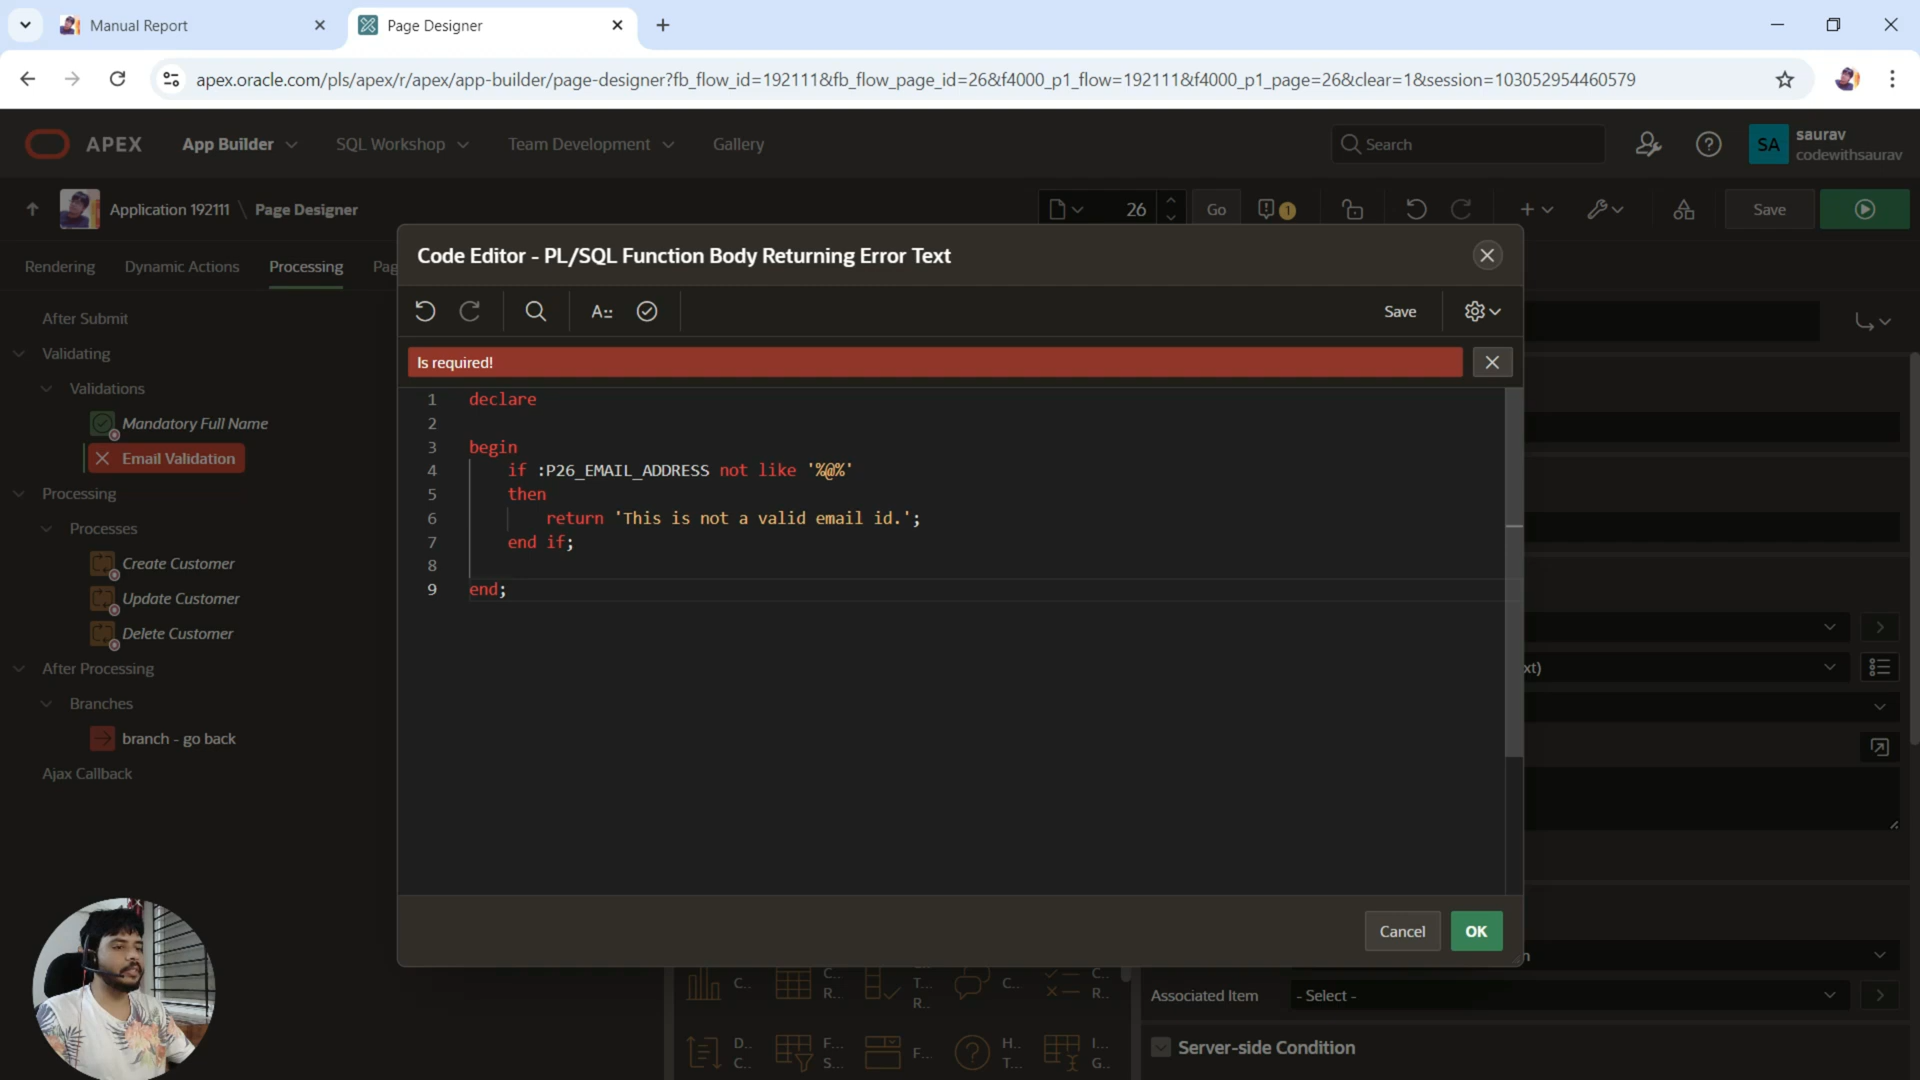 Manual Report
Page Designer
apex.oracle.com/pls/apex/r/apex/app-builder/page-designer?fb_flow_id=192111&fb_flow_page_id=26&f4000_p1_flow=192111&f4000_p1_page=26&clear=1&session=103052954460579
APEX App Builder SQL Workshop Team Development Gallery Search SA saurav codewithsaurav
Application 192111 \ Page Designer 26 Go 1 Save
Rendering Dynamic Actions Processing Pag
After Submit
Validating
Validations
Mandatory Full Name
Email Validation
Processing
Processes
Create Customer
Update Customer
Delete Customer
After Processing
Branches
branch - go back
Ajax Callback
Code Editor - PL/SQL Function Body Returning Error Text
A Save
Is required!
1 declare
2
3 begin
4 if :P26_EMAIL_ADDRESS not like '%@%'
5 then
6 return 'This is not a valid email id.';
7 end if;
8
9 end;
xt)
n
Cancel OK
C.. C.. R.. T... R.. C... C.. R..
Associated Item - Select -
D.. C.. F... S... F... H.. T... I... G..
Server-side Condition